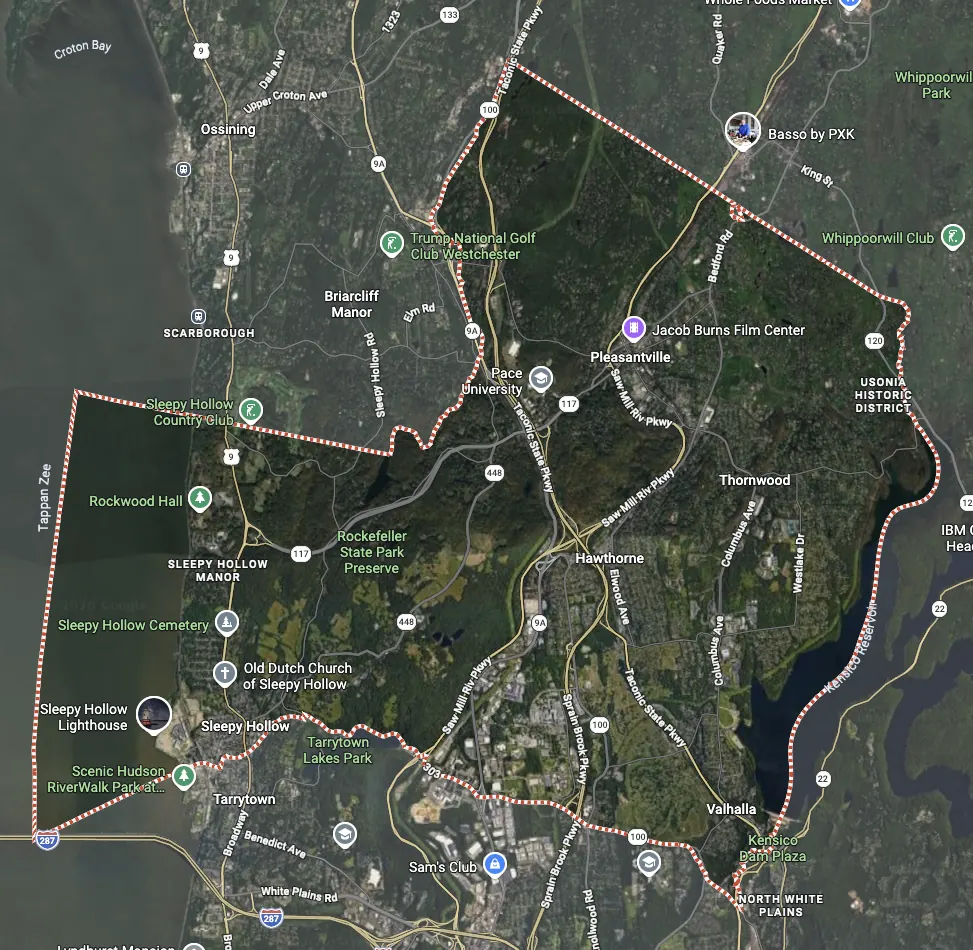 Whole Foods Market
133
1323
Taconic State Pkwy
Quaker Rd
Croton Bay
9
Dale Ave
Upper Croton Ave
Whippoorwil
Park
100
Ossining
Basso by PXK
9A
King St
Trump National Golf
Club Westchester
Whippoorwill Club
9
Bedford Rd
Briarcliff
Manor
Elm Rd
SCARBOROUGH
9A
Jacob Burns Film Center
120
Pleasantville
Sleepy Hollow Rd
Pace
University
117
USONIA
HISTORIC
DISTRICT
Saw Mill Riv Pkwy
Sleepy Hollow
Country Club
Taconic State Pkwy
9
448
Tappan Zee
Rockwood Hall
Saw Mill Riv Pkwy
Thornwood
12
Columbus Ave
Westlake Dr
IBM C
Hea
Rockefeller
State Park
Preserve
117
SLEEPY HOLLOW
MANOR
Hawthorne
Elwood Ave
22
Sleepy Hollow Cemetery
448
9A
Columbus Ave
Kensico Reservoir
Old Dutch Church
of Sleepy Hollow
Saw Mill Riv Pkwy
Taconic State Pkwy
Sleepy Hollow
Lighthouse
Sleepy Hollow
Sprain Brook Pkwy
100
Tarrytown
Lakes Park
303
Scenic Hudson
RiverWalk Park at...
22
Tarrytown
Valhalla
287
Broadway
Benedict Ave
100
Kensico
Dam Plaza
Sam's Club
Sprain Brook Pkwy
White Plains Rd
NORTH WHITE
PLAINS
287
Lyndhurst Mansion